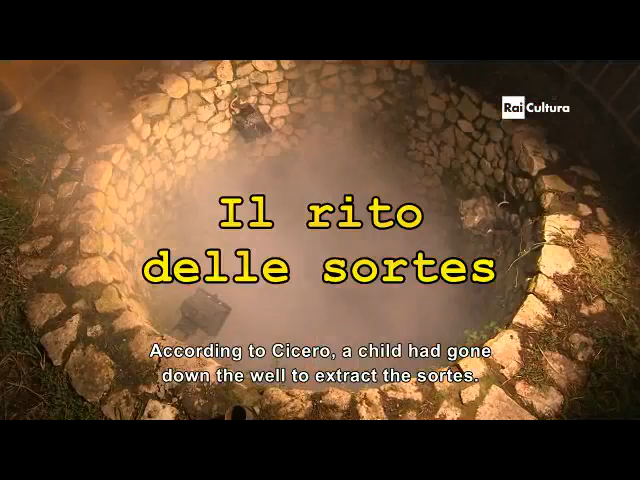 Rai Cultura
Il rito
delle sortes
According to Cicero, a child had gone
down the well to extract the sortes.